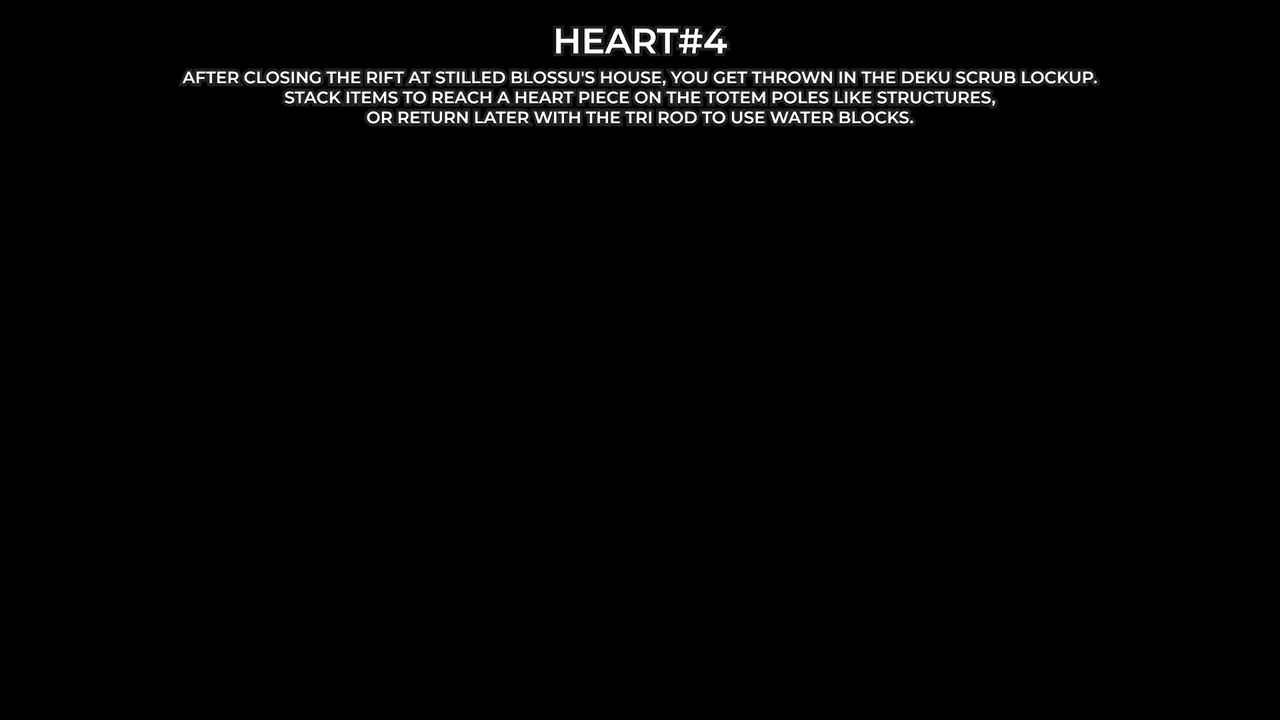 HEART#4
AFTER CLOSING THE RIFT AT STILLED BLOSSU'S HOUSE, YOU GET THROWN IN THE DEKU SCRUB LOCKUP.
STACK ITEMS TO REACH A HEART PIECE ON THE TOTEM POLES LIKE STRUCTURES,
OR RETURN LATER WITH THE TRI ROD TO USE WATER BLOCKS.